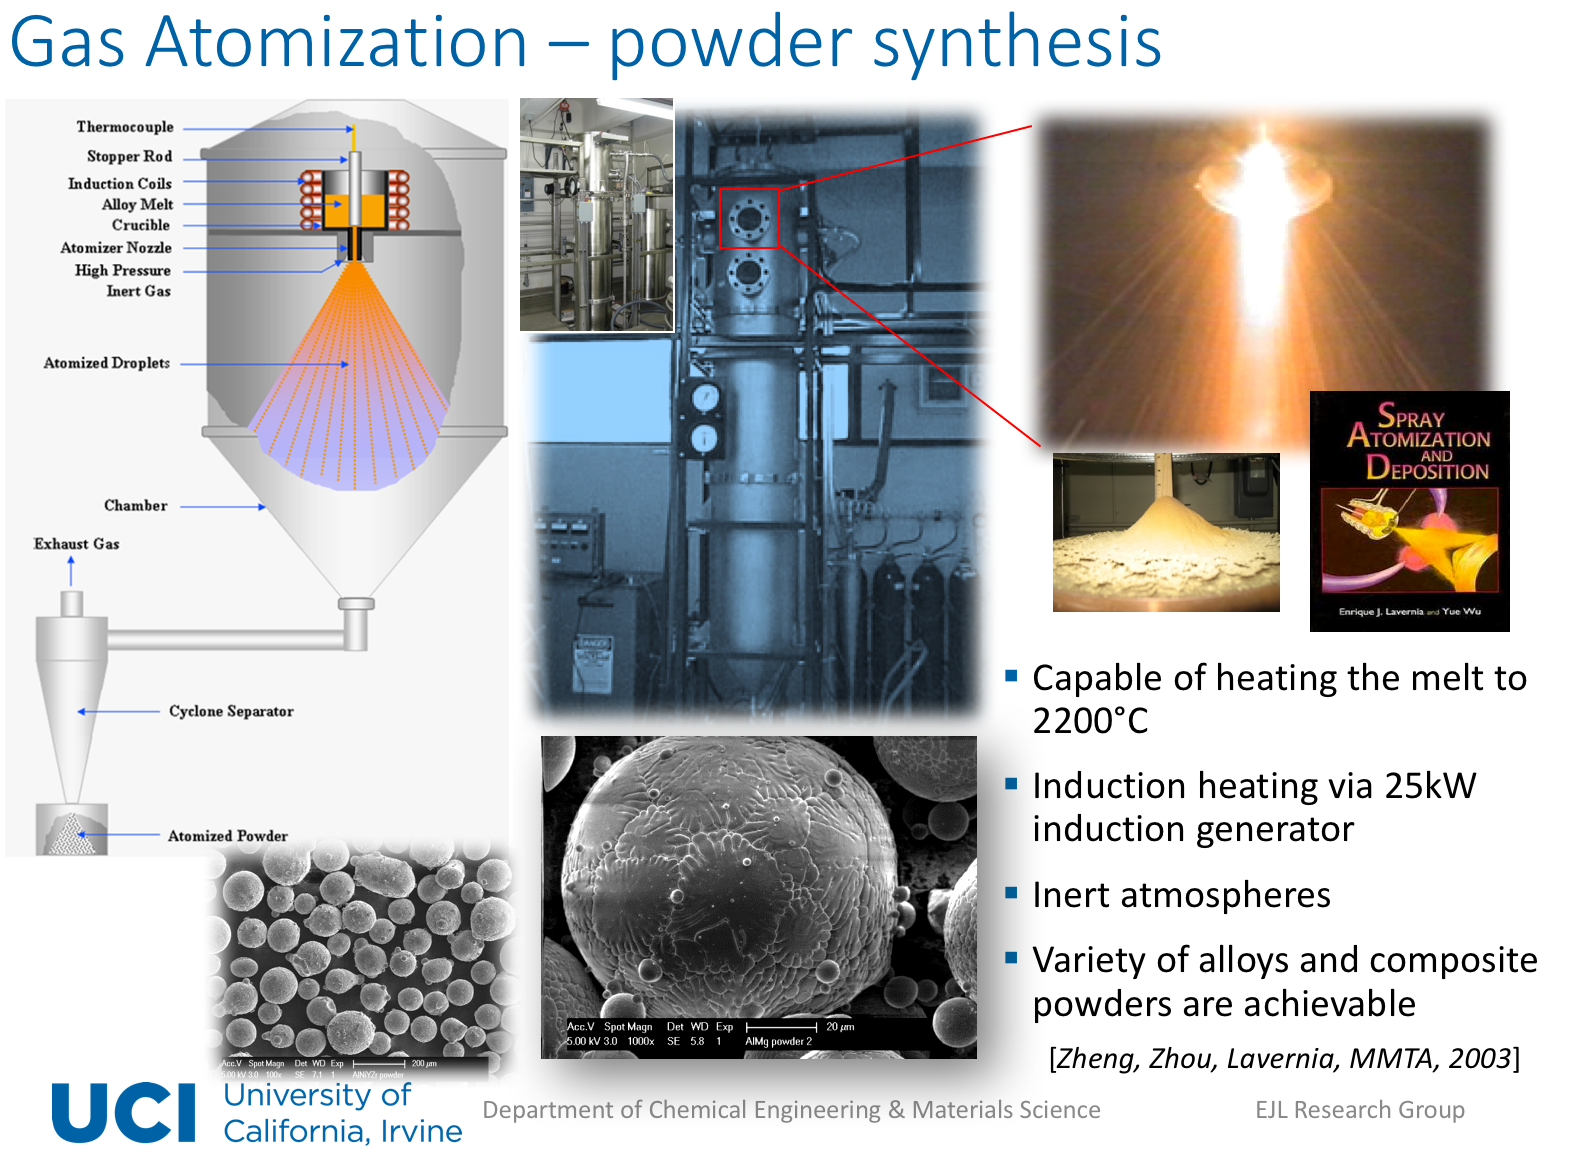 Gas Atomization – powder synthesis
Thermocouple
Stopper Rod
Induction Coils
Alloy Melt
Crucible
Atomizer Nozzle
High Pressure
Inert Gas
Atomized Droplets
Chamber
Exhaust Gas
Cyclone Separator
Atomized Powder
DANGER
SPRAY
ATOMIZATION
AND
DEPOSITION
Enrique J. Lavernia and Yue Wu
▪ Capable of heating the melt to
2200°C
▪ Induction heating via 25kW
induction generator
▪ Inert atmospheres
▪ Variety of alloys and composite
powders are achievable
[Zheng, Zhou, Lavernia, MMTA, 2003]
Acc.V Spot Magn Det WD Exp 20 µm
5.00 kV 3.0 1000x SE 5.8 1 AlMg powder 2
Acc.V Spot Magn Det WD Exp 200 µm
5.00 kV 3.0 100x SE 7.1 1 AlNiYZr powder
UCI University of
California, Irvine
Department of Chemical Engineering & Materials Science
EJL Research Group